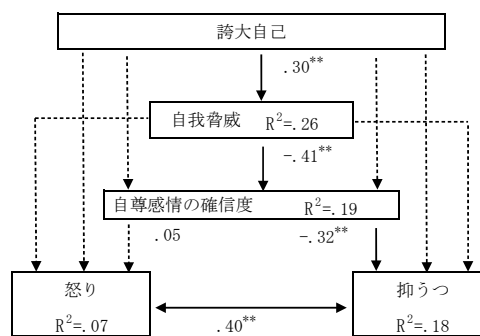 誇大自己
.30**
自我脅威 R²=.26
-.41**
自尊感情の確信度 R²=.19
.05 -.32**
怒り 抑うつ
R²=.07 .40** R²=.18